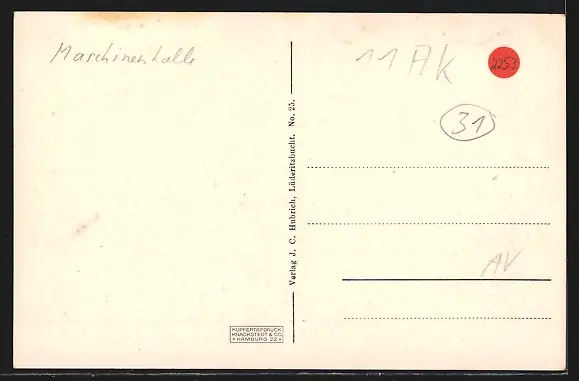 Maschinenhalle
11 AK
2253
31
Verlag J. C. Hubrich, Lüderitzbucht. No. 25.
AV
KUPFERTIEFDRUCK
KNACKSTEDT & CO.
* HAMBURG 22 *